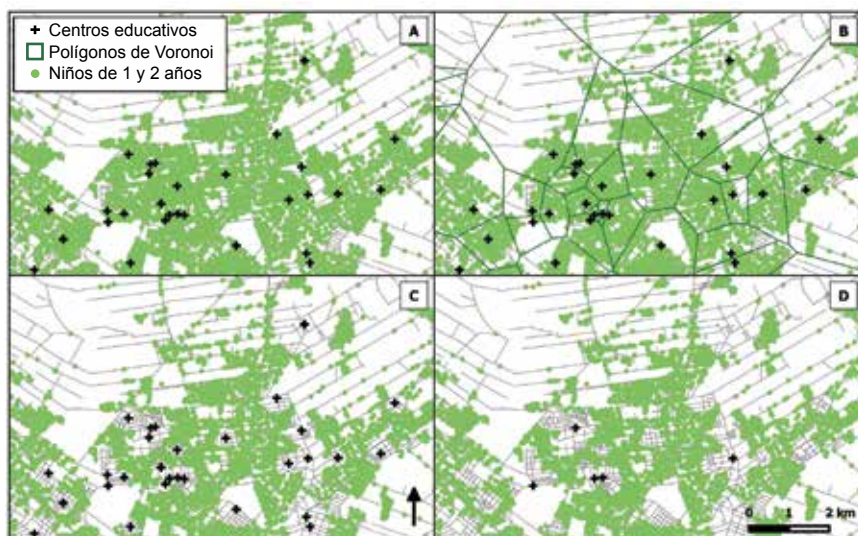 Centros educativos
Polígonos de Voronoi
Niños de 1 y 2 años
A
B
C
D
0 1 2 km